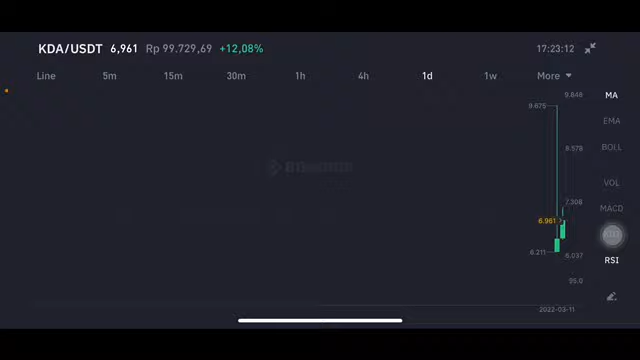 KDA/USDT 6,961 Rp 99.729,69 +12,08% 17:23:12
Line 5m 15m 30m 1h 4h 1d 1w More
9.848
MA
9.675
EMA
BOLL
8.578
VOL
7.308
MACD
6.961
RSI
6.211
6.037
95.0
2022-03-11